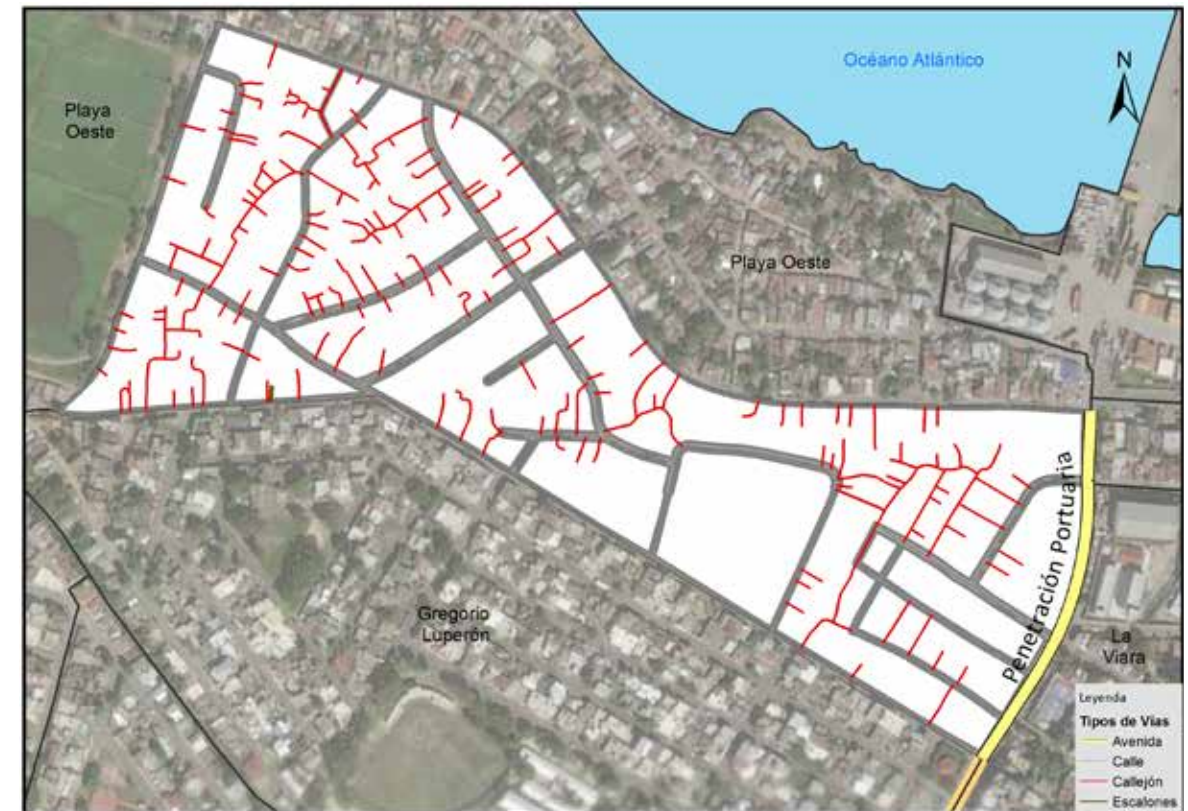 Océano Atlántico
N
Playa
Oeste
Playa Oeste
Penetración Portuaria
Gregorio
Luperón
La
Viara
Leyenda
Tipos de Vías
Avenida
Calle
Callejón
Escalones